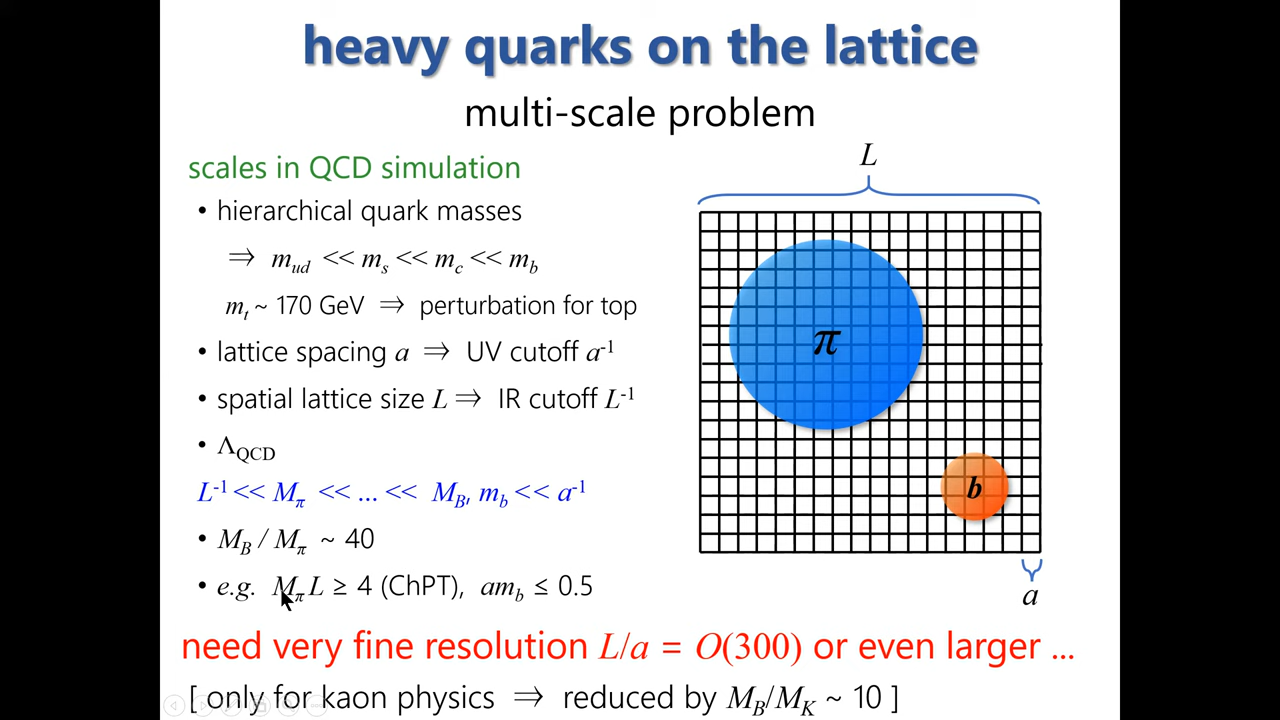 heavy quarks on the lattice
multi-scale problem
scales in QCD simulation
• hierarchical quark masses
⇒ m_ud << m_s << m_c << m_b
m_t ~ 170 GeV ⇒ perturbation for top
• lattice spacing a ⇒ UV cutoff a⁻¹
• spatial lattice size L ⇒ IR cutoff L⁻¹
• Λ_QCD
L⁻¹ << M_π << ... << M_B, m_b << a⁻¹
• M_B / M_π ~ 40
• e.g. M_π L ≥ 4 (ChPT), am_b ≤ 0.5
L
π
b
a
need very fine resolution L/a = O(300) or even larger ...
[ only for kaon physics ⇒ reduced by M_B/M_K ~ 10 ]